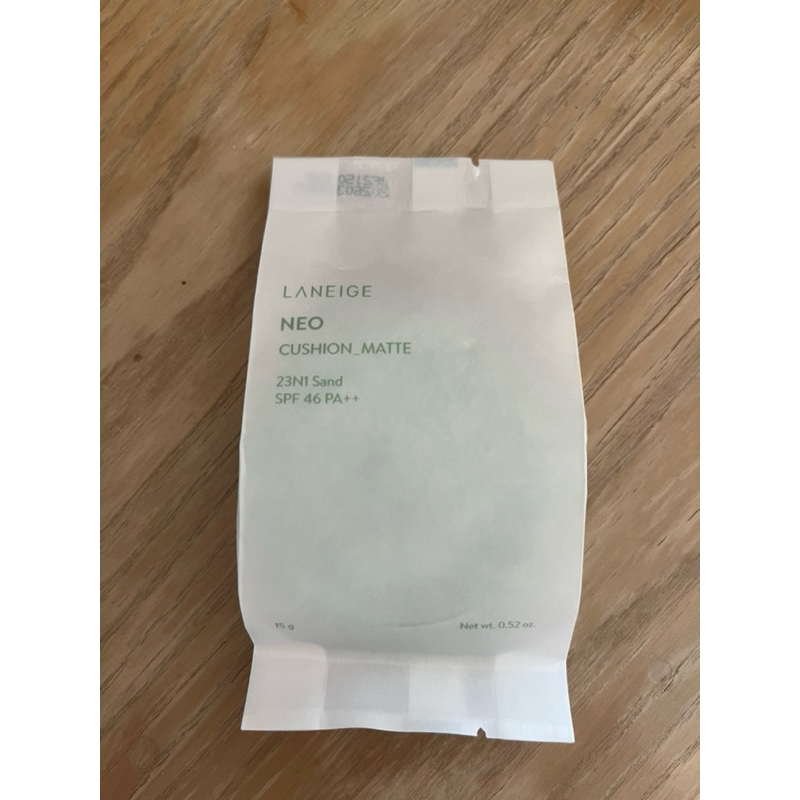 LANEIGE
NEO
CUSHION_MATTE
23N1 Sand
SPF 46 PA++
15 g
Net wt. 0.52 oz.